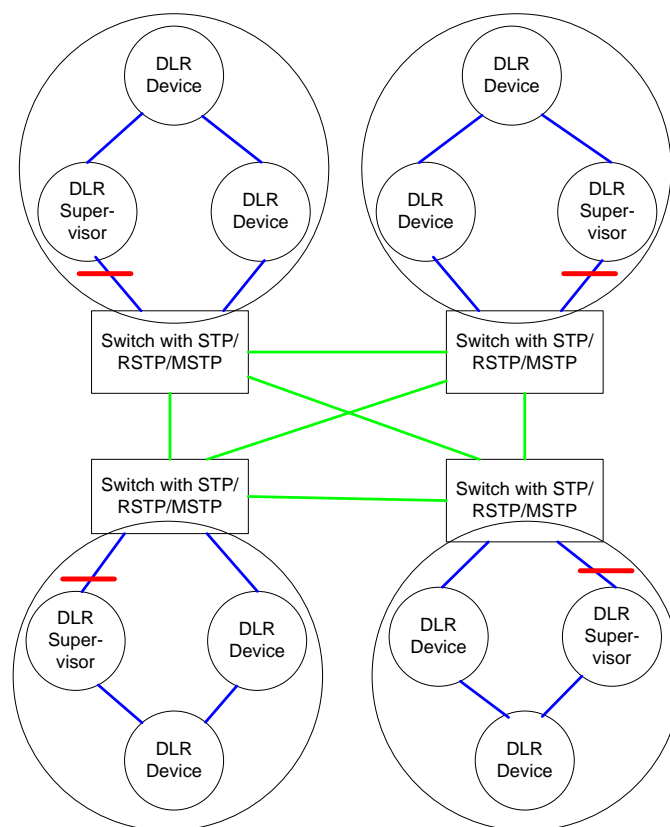 DLR
Device
DLR
Device
DLR
Super-
visor
DLR
Device
DLR
Device
DLR
Super-
visor
Switch with STP/
RSTP/MSTP
Switch with STP/
RSTP/MSTP
Switch with STP/
RSTP/MSTP
Switch with STP/
RSTP/MSTP
DLR
Super-
visor
DLR
Device
DLR
Device
DLR
Super-
visor
DLR
Device
DLR
Device